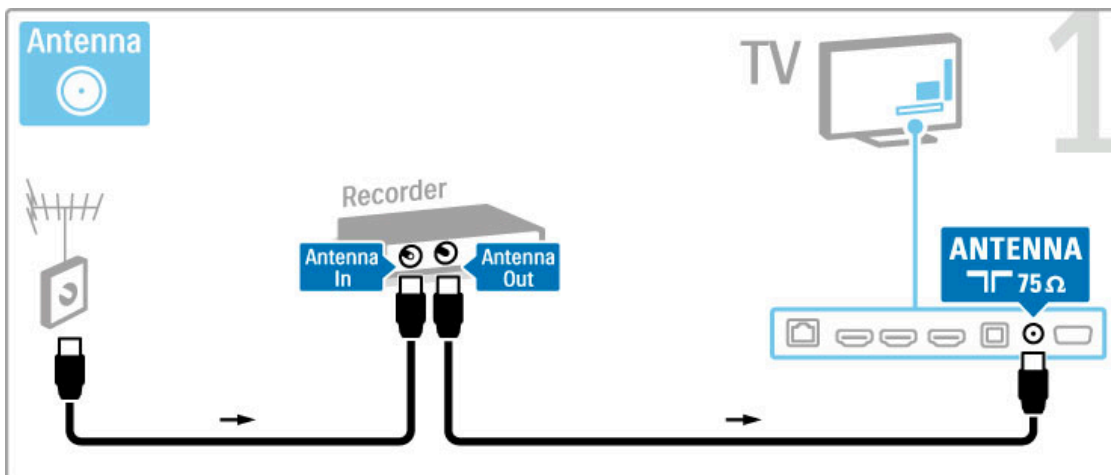 Antenna
TV
1
Recorder
Antenna
In
Antenna
Out
ANTENNA
75 Ω